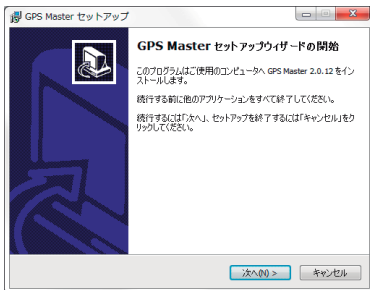 GPS Master セットアップ
GPS Master セットアップウィザードの開始
このプログラムはご使用のコンピュータへ GPS Master 2.0.12 をイン
ストールします。
続行する前に他のアプリケーションをすべて終了してください。
続行するには「次へ」、セットアップを終了するには「キャンセル」をク
リックしてください。
次へ(N) >
キャンセル